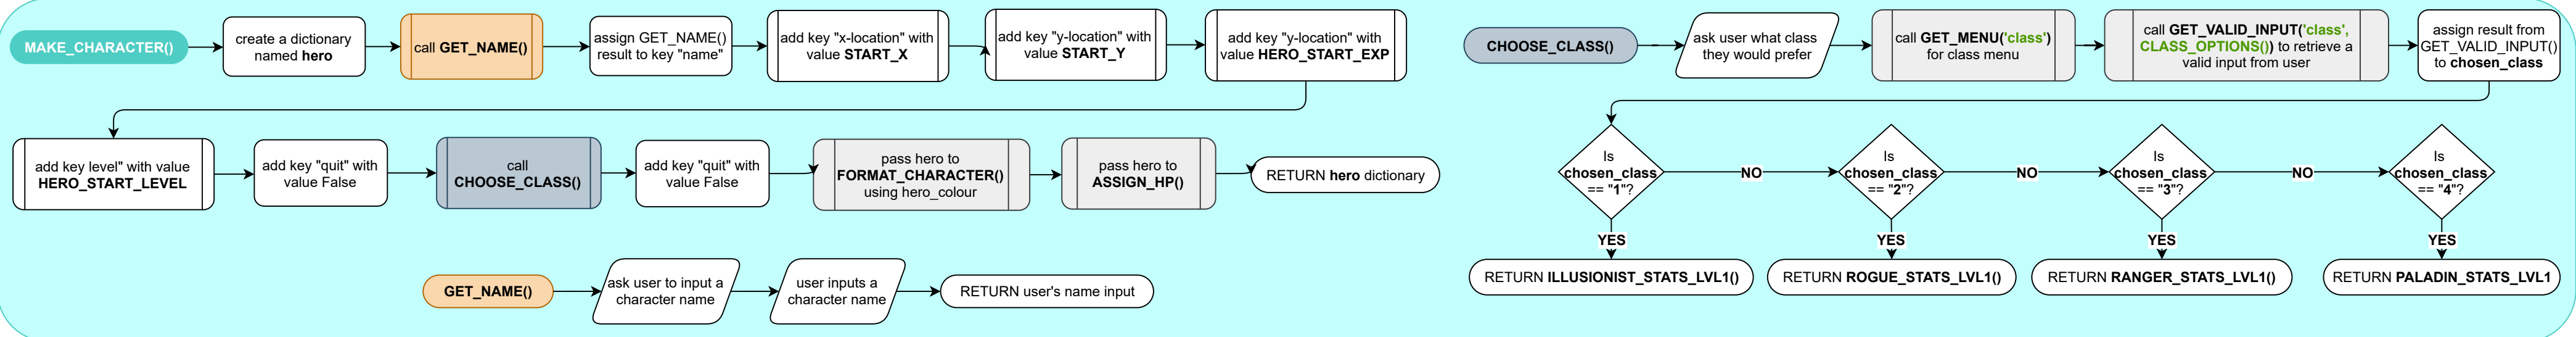 MAKE_CHARACTER()
create a dictionary
named hero
call GET_NAME()
assign GET_NAME()
result to key "name"
add key "x-location" with
value START_X
add key "y-location" with
value START_Y
add key "y-location" with
value HERO_START_EXP
add key level" with value
HERO_START_LEVEL
add key "quit" with
value False
call
CHOOSE_CLASS()
add key "quit" with
value False
pass hero to
FORMAT_CHARACTER()
using hero_colour
pass hero to
ASSIGN_HP()
RETURN hero dictionary
GET_NAME()
ask user to input a
character name
user inputs a
character name
RETURN user's name input
CHOOSE_CLASS()
ask user what class
they would prefer
call GET_MENU('class')
for class menu
call GET_VALID_INPUT('class',
CLASS_OPTIONS()) to retrieve a
valid input from user
assign result from
GET_VALID_INPUT()
to chosen_class
Is
chosen_class
== "1"?
NO
Is
chosen_class
== "2"?
NO
Is
chosen_class
== "3"?
NO
Is
chosen_class
== "4"?
YES
YES
YES
YES
RETURN ILLUSIONIST_STATS_LVL1()
RETURN ROGUE_STATS_LVL1()
RETURN RANGER_STATS_LVL1()
RETURN PALADIN_STATS_LVL1